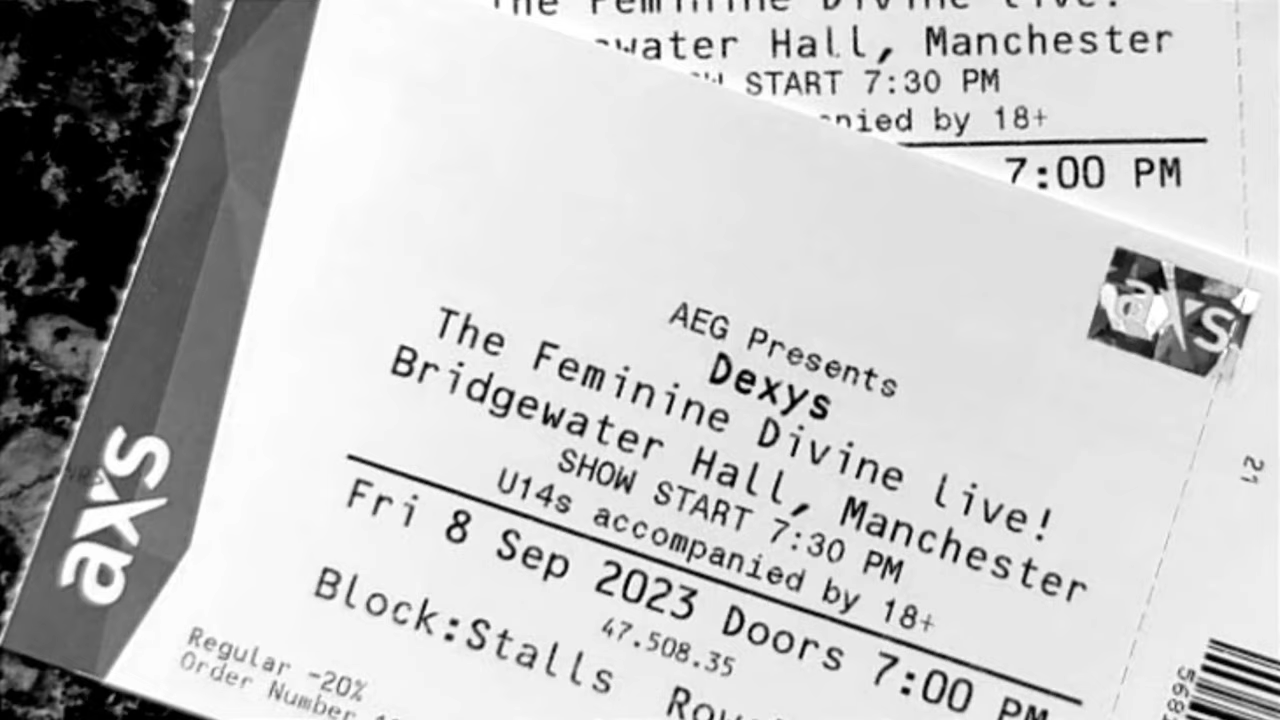 The Feminine Divine live!
water Hall, Manchester
START 7:30 PM
by 18+
7:00 PM
axs
AEG Presents
Dexys
The Feminine Divine live!
Bridgewater Hall, Manchester
SHOW START 7:30 PM
U14s accompanied by 18+
Fri 8 Sep 2023 Doors 7:00 PM
47.508.35
Block:Stalls
Regular -20%
Order Number
axs
21